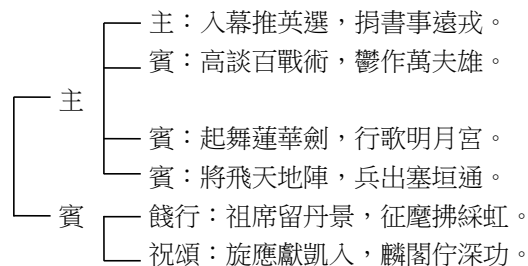 主：入幕推英選，捐書事遠戎。
賓：高談百戰術，鬱作萬夫雄。
主
賓：起舞蓮華劍，行歌明月宮。
賓：將飛天地陣，兵出塞垣通。
賓
餞行：祖席留丹景，征麾拂綵虹。
祝頌：旋應獻凱入，麟閣佇深功。